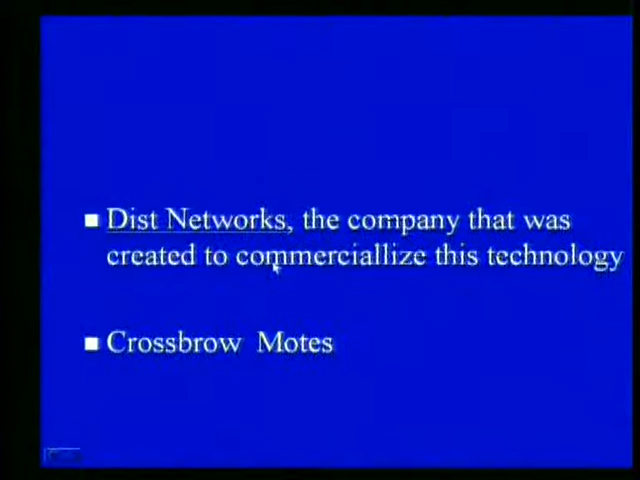 Dist Networks, the company that was
created to commerciallize this technology
Crossbrow Motes